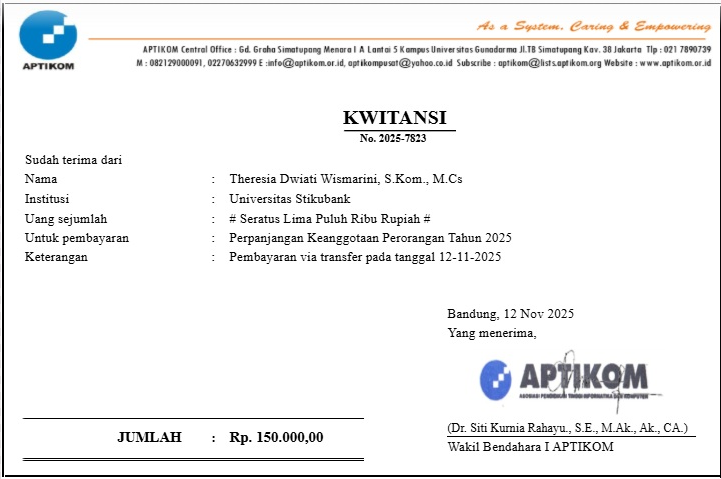 As a System, Caring & Empowering
APTIKOM Central Office : Gd. Graha Simatupang Menara I A Lantai 5 Kampus Universitas Gunadarma Jl.TB Simatupang Kav. 38 Jakarta Tlp : 021 7890739
M : 082129000091, 02270632999 E :info@aptikom.or.id, aptikompusat@yahoo.co.id Subscribe : aptikom@lists.aptikom.org Website : www.aptikom.or.id
APTIKOM
KWITANSI
No. 2025-7823
Sudah terima dari
Nama : Theresia Dwiati Wismarini, S.Kom., M.Cs
Institusi : Universitas Stikubank
Uang sejumlah : # Seratus Lima Puluh Ribu Rupiah #
Untuk pembayaran : Perpanjangan Keanggotaan Perorangan Tahun 2025
Keterangan : Pembayaran via transfer pada tanggal 12-11-2025
Bandung, 12 Nov 2025
Yang menerima,
APTIKOM
ASOSIASI PENDIDIKAN TINGGI INFORMATIKA DAN KOMPUTER
(Dr. Siti Kurnia Rahayu., S.E., M.Ak., Ak., CA.)
Wakil Bendahara I APTIKOM
JUMLAH : Rp. 150.000,00